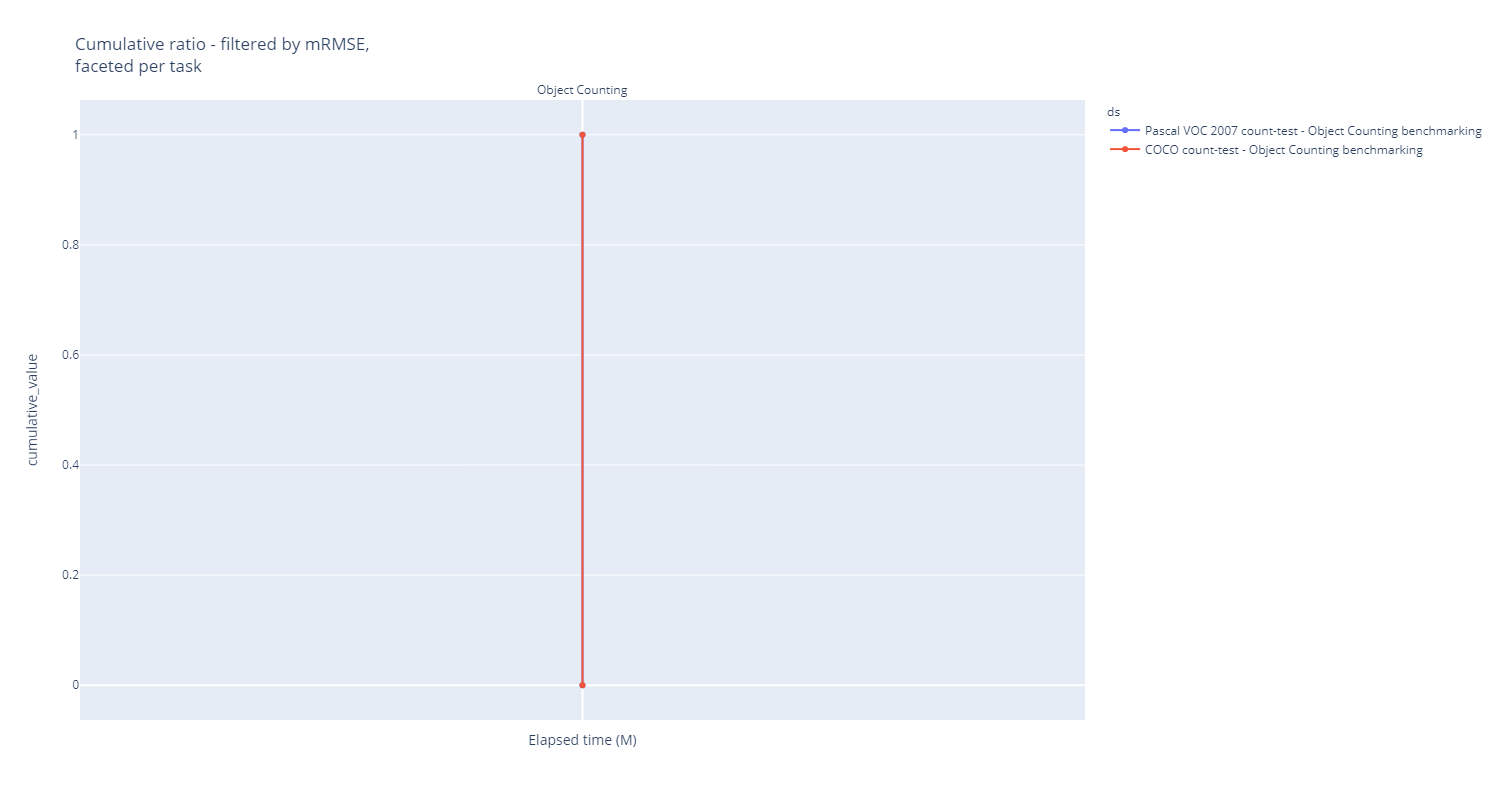 Cumulative ratio - filtered by mRMSE,
faceted per task
Object Counting
ds
Pascal VOC 2007 count-test - Object Counting benchmarking
COCO count-test - Object Counting benchmarking
1
0.8
0.6
0.4
0.2
0
cumulative_value
Elapsed time (M)